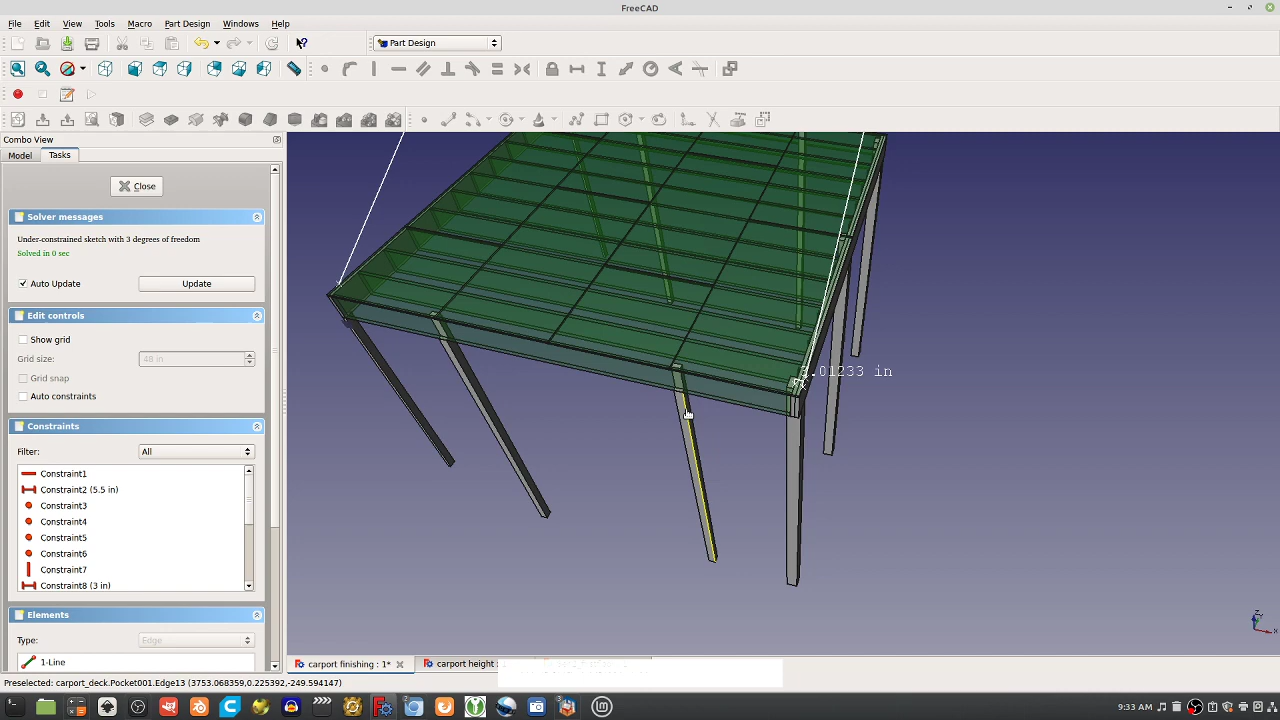 FreeCAD
File Edit View Tools Macro Part Design Windows Help
Part Design
Combo View
Model Tasks
Close
Solver messages
Under-constrained sketch with 3 degrees of freedom
Solved in 0 sec
Auto Update Update
Edit controls
Show grid
Grid size: 48 in
Grid snap
Auto constraints
Constraints
Filter: All
Constraint1
Constraint2 (5.5 in)
Constraint3
Constraint4
Constraint5
Constraint6
Constraint7
Constraint8 (3 in)
Elements
Type: Edge
1-Line
in
Z
X
carport finishing : 1* carport height
Preselected: carport_deck.Pocket001.Edge13 (3753.068359,0.225392,-249.594147)
9:33 AM